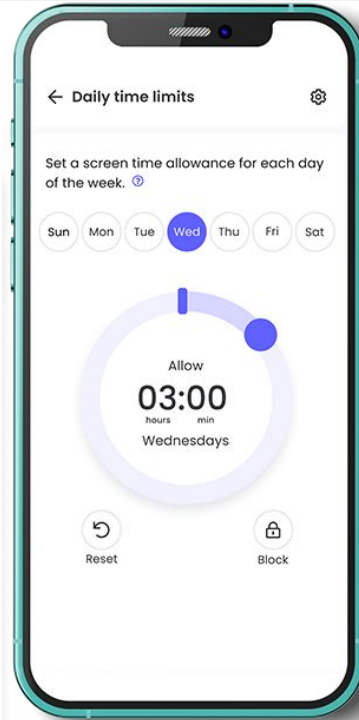 Daily time limits
Set a screen time allowance for each day
of the week.
Sun Mon Tue Wed Thu Fri Sat
Allow
03:00
hours min
Wednesdays
Reset Block